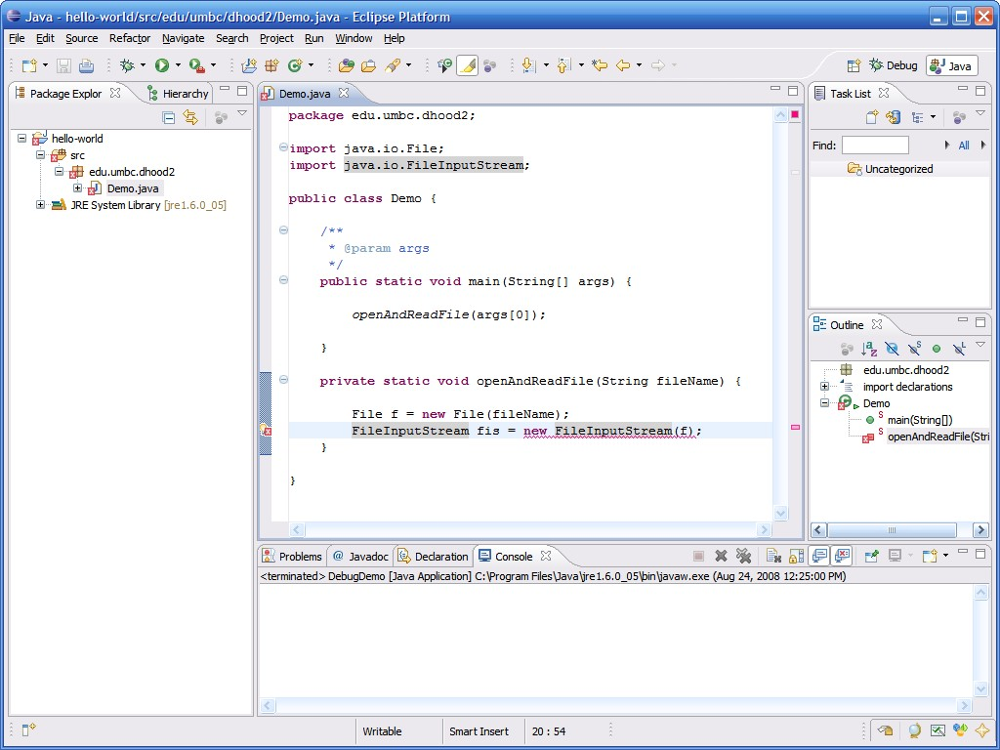 Java - hello-world/src/edu/umbc/dhood2/Demo.java - Eclipse Platform
File Edit Source Refactor Navigate Search Project Run Window Help
Debug Java
Package Explor Hierarchy
hello-world
src
edu.umbc.dhood2
Demo.java
JRE System Library [jre1.6.0_05]
Demo.java
package edu.umbc.dhood2;
import java.io.File;
import java.io.FileInputStream;
public class Demo {
/**
* @param args
*/
public static void main(String[] args) {
openAndReadFile(args[0]);
}
private static void openAndReadFile(String fileName) {
File f = new File(fileName);
FileInputStream fis = new FileInputStream(f);
}
}
Task List
Find: All
Uncategorized
Outline
edu.umbc.dhood2
import declarations
Demo
main(String[])
openAndReadFile(Stri
Problems Javadoc Declaration Console
<terminated> DebugDemo [Java Application] C:\Program Files\Java\jre1.6.0_05\bin\javaw.exe (Aug 24, 2008 12:25:00 PM)
Writable Smart Insert 20 : 54